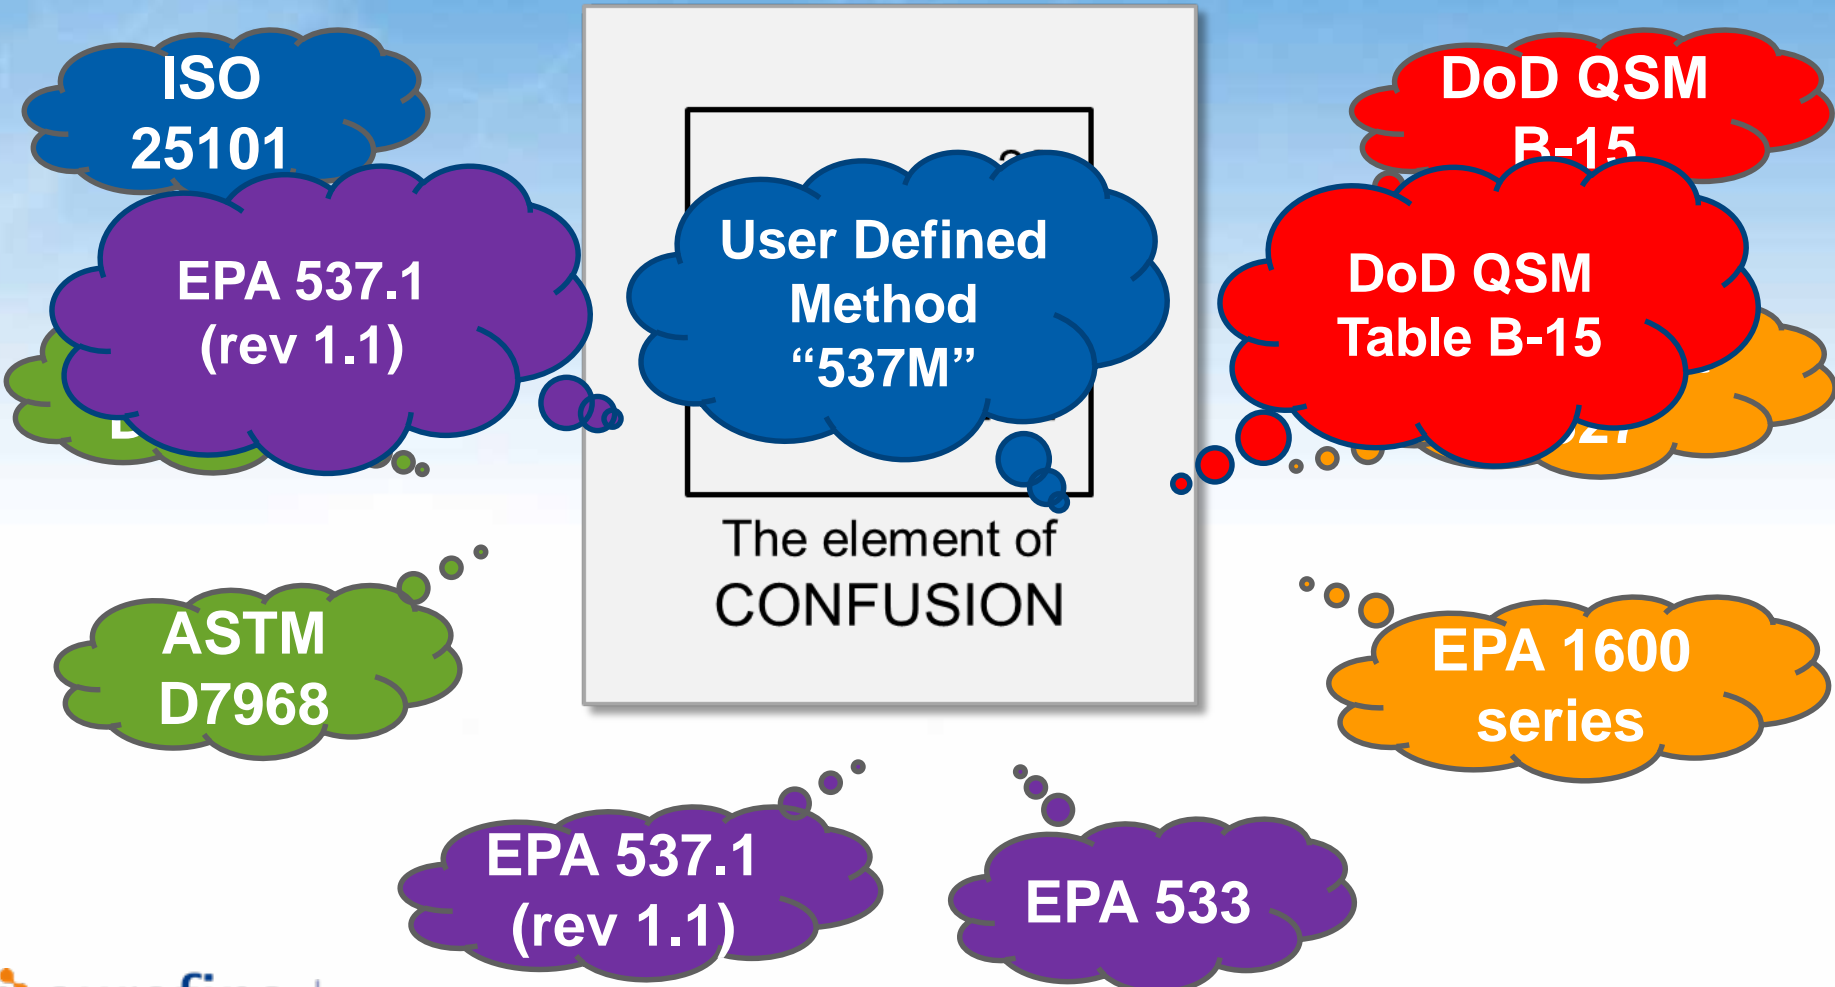 ISO
25101
DoD QSM
B-15
EPA 537.1
(rev 1.1)
User Defined
Method
“537M”
DoD QSM
Table B-15
The element of
CONFUSION
ASTM
D7968
EPA 1600
series
EPA 537.1
(rev 1.1)
EPA 533